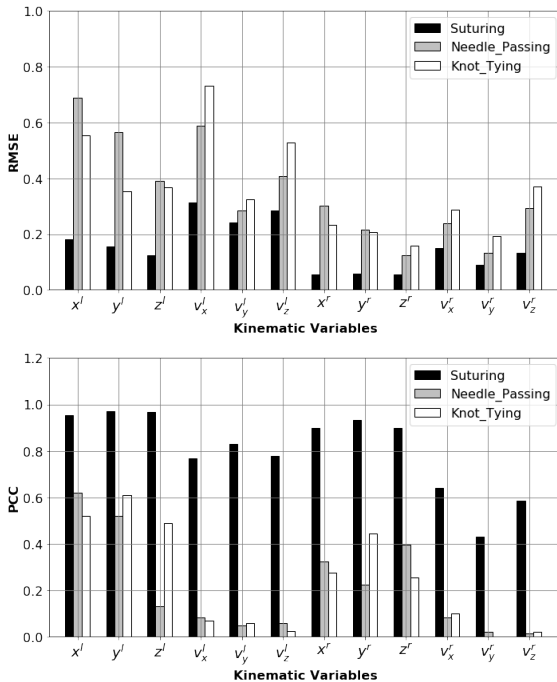 1.0
0.8
0.6
0.4
0.2
0.0
RMSE
Suturing
Needle_Passing
Knot_Tying
x^l y^l z^l v_x^l v_y^l v_z^l x^r y^r z^r v_x^r v_y^r v_z^r
Kinematic Variables
1.2
1.0
0.8
0.6
0.4
0.2
0.0
PCC
Suturing
Needle_Passing
Knot_Tying
x^l y^l z^l v_x^l v_y^l v_z^l x^r y^r z^r v_x^r v_y^r v_z^r
Kinematic Variables